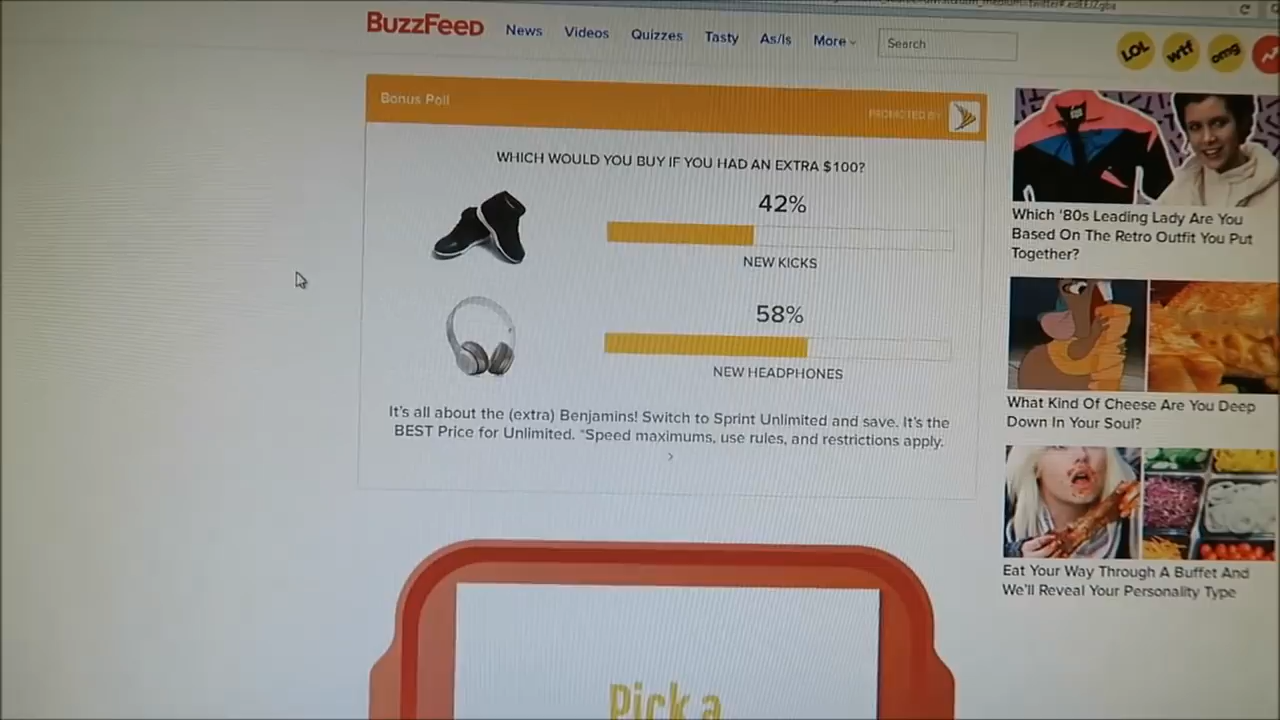 BuzzFeed
News Videos Quizzes Tasty As/Is More Search
LOL wtf omg
Bonus Poll
PROMOTED BY
WHICH WOULD YOU BUY IF YOU HAD AN EXTRA $100?
42%
NEW KICKS
58%
NEW HEADPHONES
It's all about the (extra) Benjamins! Switch to Sprint Unlimited and save. It's the
BEST Price for Unlimited. *Speed maximums, use rules, and restrictions apply.
Pick a
Which '80s Leading Lady Are You
Based On The Retro Outfit You Put
Together?
What Kind Of Cheese Are You Deep
Down In Your Soul?
Eat Your Way Through A Buffet And
We'll Reveal Your Personality Type